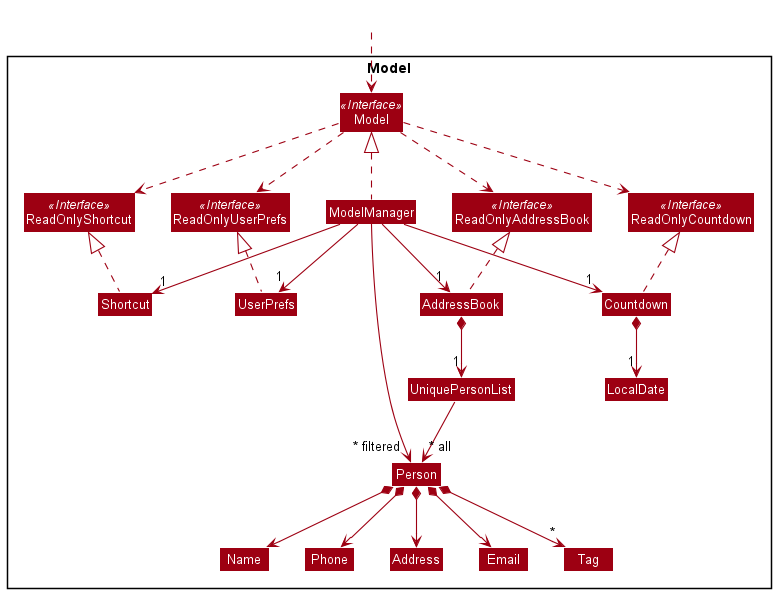 Model
«Interface»
Model
«Interface»
ReadOnlyShortcut
«Interface»
ReadOnlyUserPrefs
ModelManager
«Interface»
ReadOnlyAddressBook
«Interface»
ReadOnlyCountdown
1
1
1
1
Shortcut
UserPrefs
AddressBook
Countdown
1
1
UniquePersonList
LocalDate
* filtered
* all
Person
*
Name
Phone
Address
Email
Tag